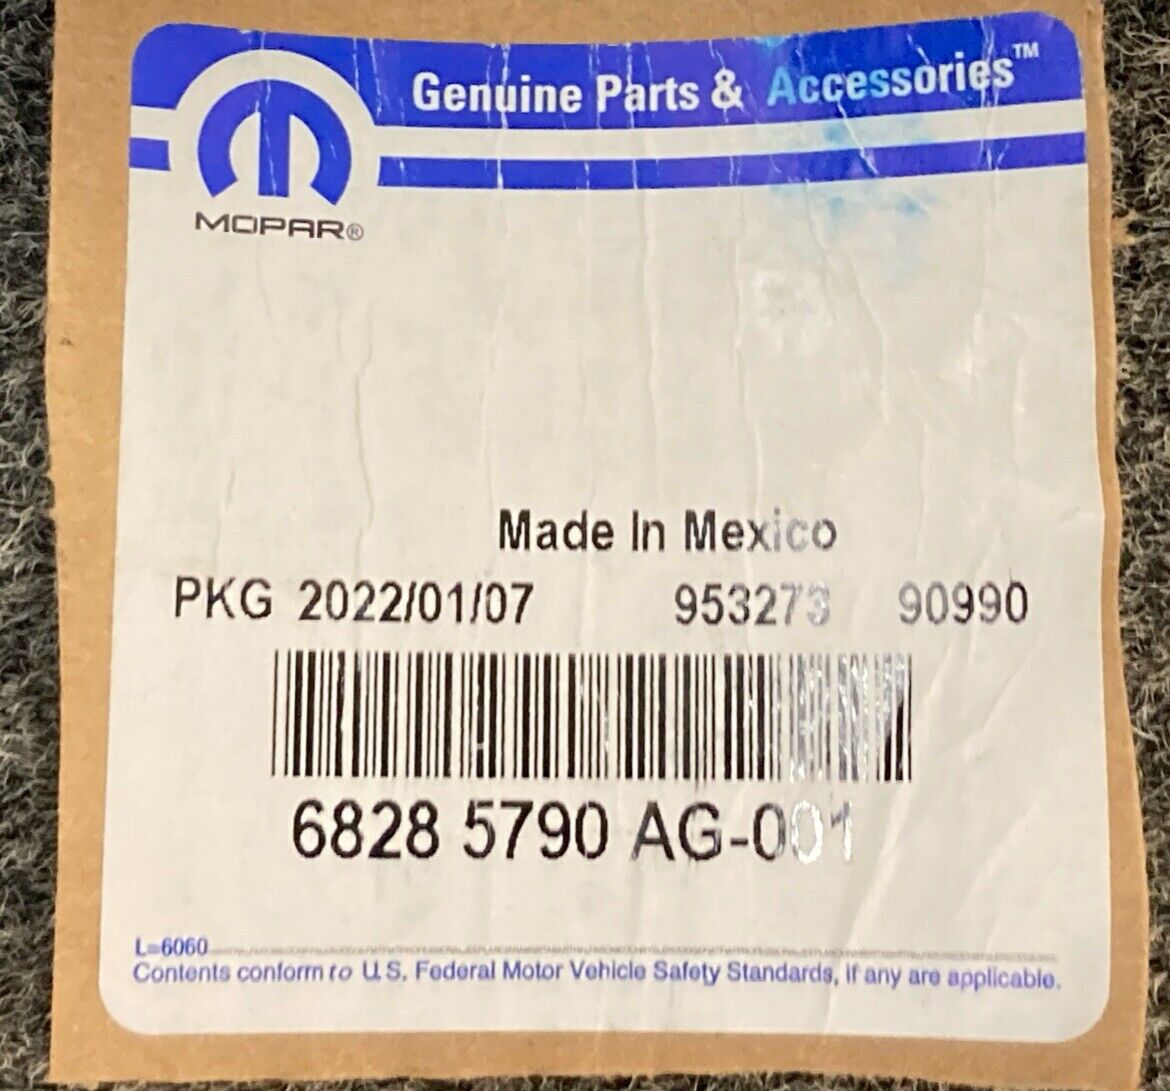 Genuine Parts & Accessories™
MOPAR®
Made In Mexico
PKG 2022/01/07 953273 90990
6828 5790 AG-001
L=6060
Contents conform to U.S. Federal Motor Vehicle Safety Standards, if any are applicable.